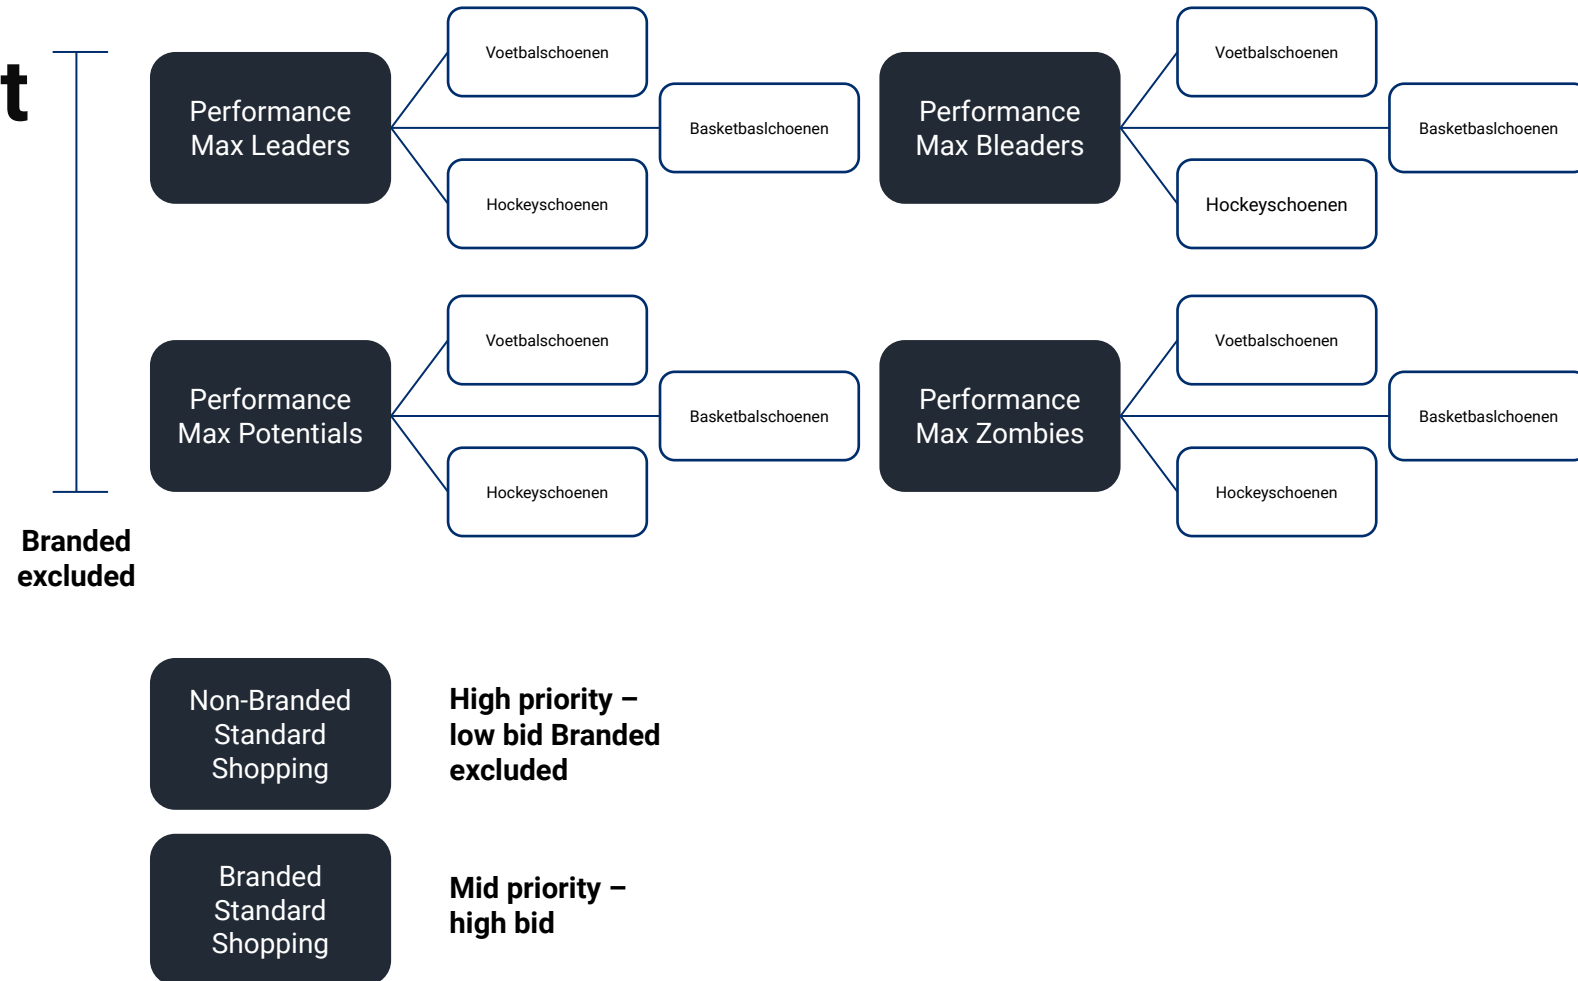 t
Performance
Max Leaders
Voetbalschoenen
Basketbaslchoenen
Hockeyschoenen
Performance
Max Bleaders
Voetbalschoenen
Basketbaslchoenen
Hockeyschoenen
Performance
Max Potentials
Voetbalschoenen
Basketbalschoenen
Hockeyschoenen
Performance
Max Zombies
Voetbalschoenen
Basketbaslchoenen
Hockeyschoenen
Branded
excluded
Non-Branded
Standard
Shopping
High priority –
low bid Branded
excluded
Branded
Standard
Shopping
Mid priority –
high bid